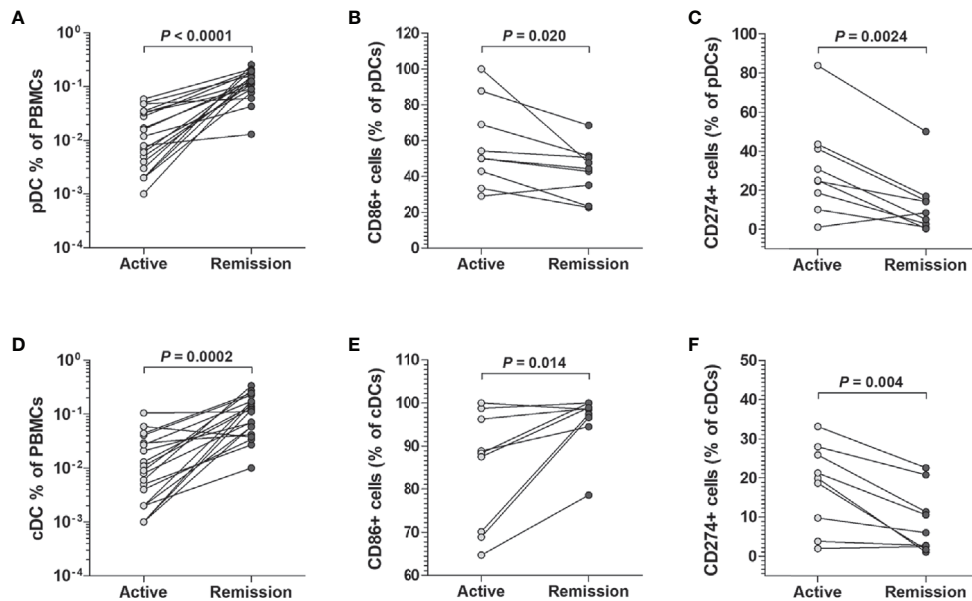 A
pDC % of PBMCs
10⁰
10⁻¹
10⁻²
10⁻³
10⁻⁴
P < 0.0001
Active Remission
B
CD86+ cells (% of pDCs)
120
100
80
60
40
20
0
P = 0.020
Active Remission
C
CD274+ cells (% of pDCs)
100
80
60
40
20
0
P = 0.0024
Active Remission
D
cDC % of PBMCs
10⁰
10⁻¹
10⁻²
10⁻³
10⁻⁴
P = 0.0002
Active Remission
E
CD86+ cells (% of cDCs)
110
100
90
80
70
60
P = 0.014
Active Remission
F
CD274+ cells (% of cDCs)
50
40
30
20
10
0
P = 0.004
Active Remission